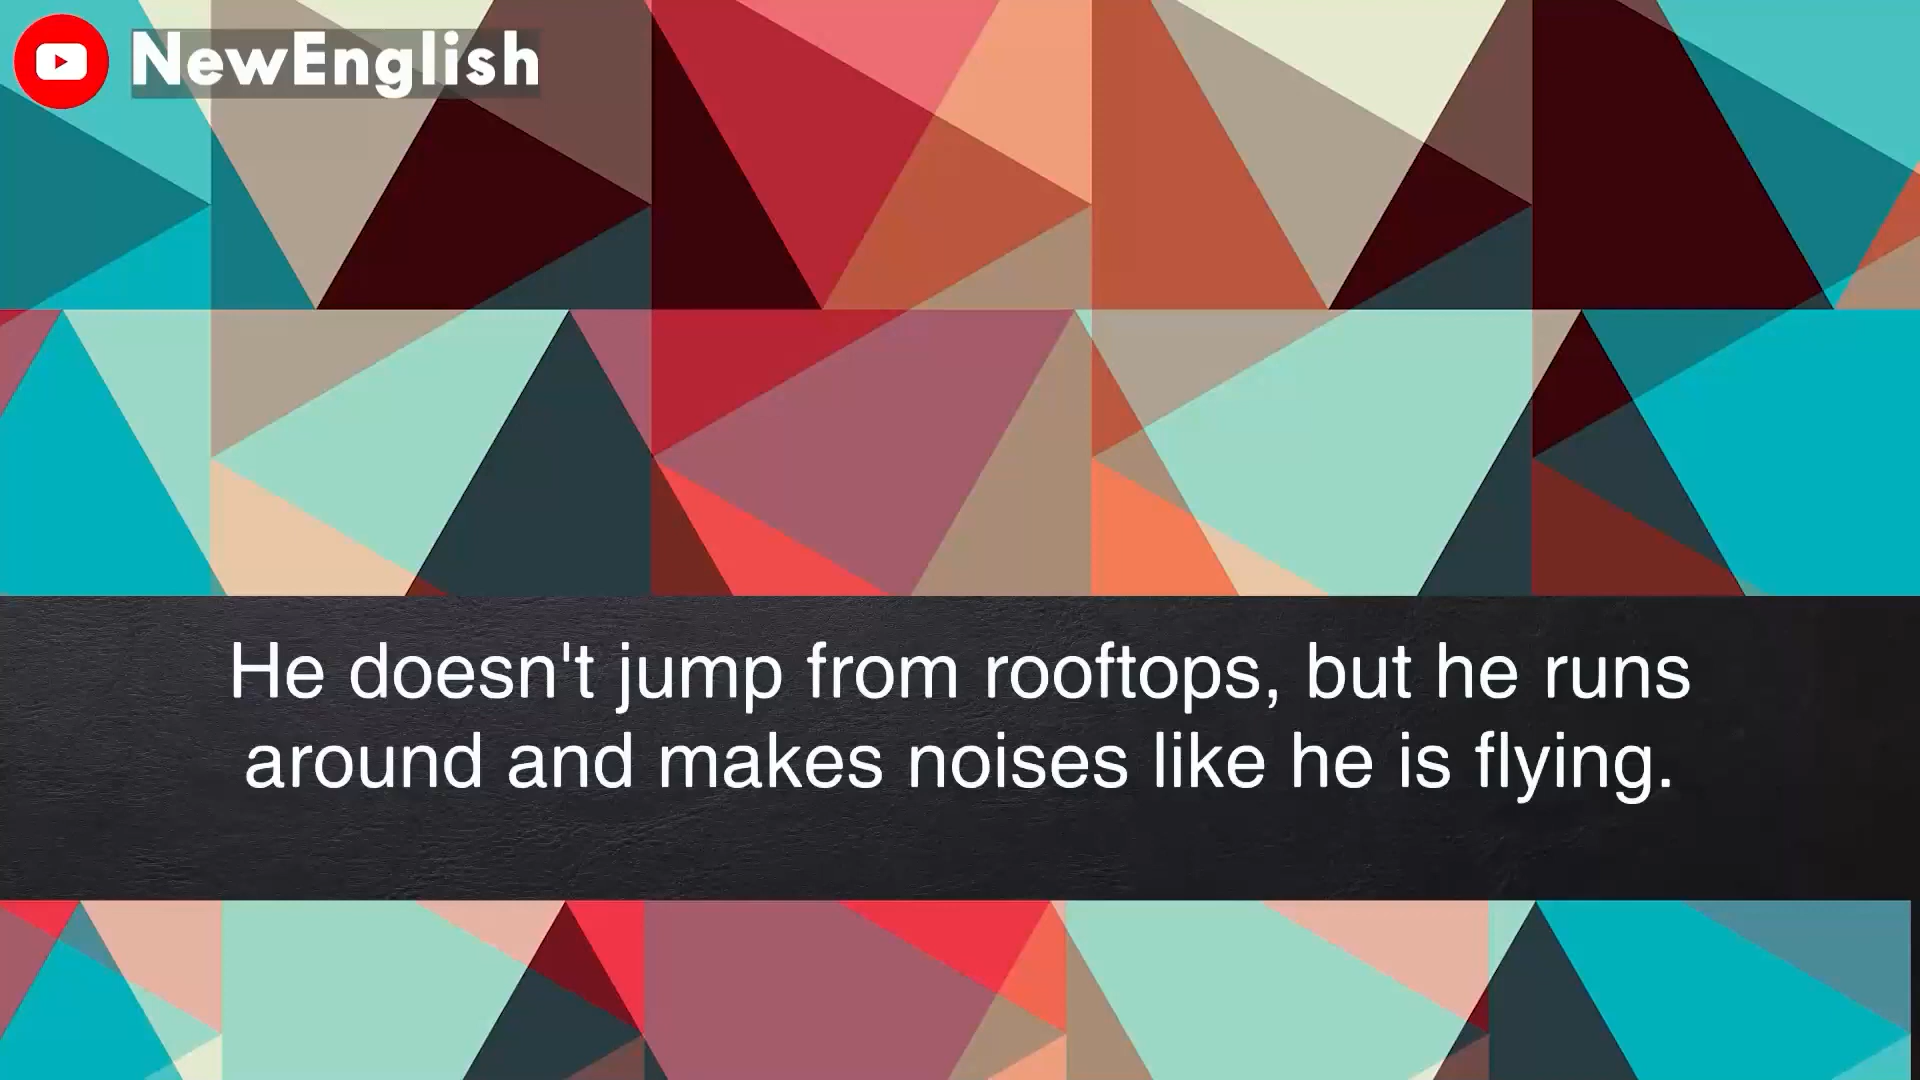 NewEnglish
He doesn't jump from rooftops, but he runs
around and makes noises like he is flying.